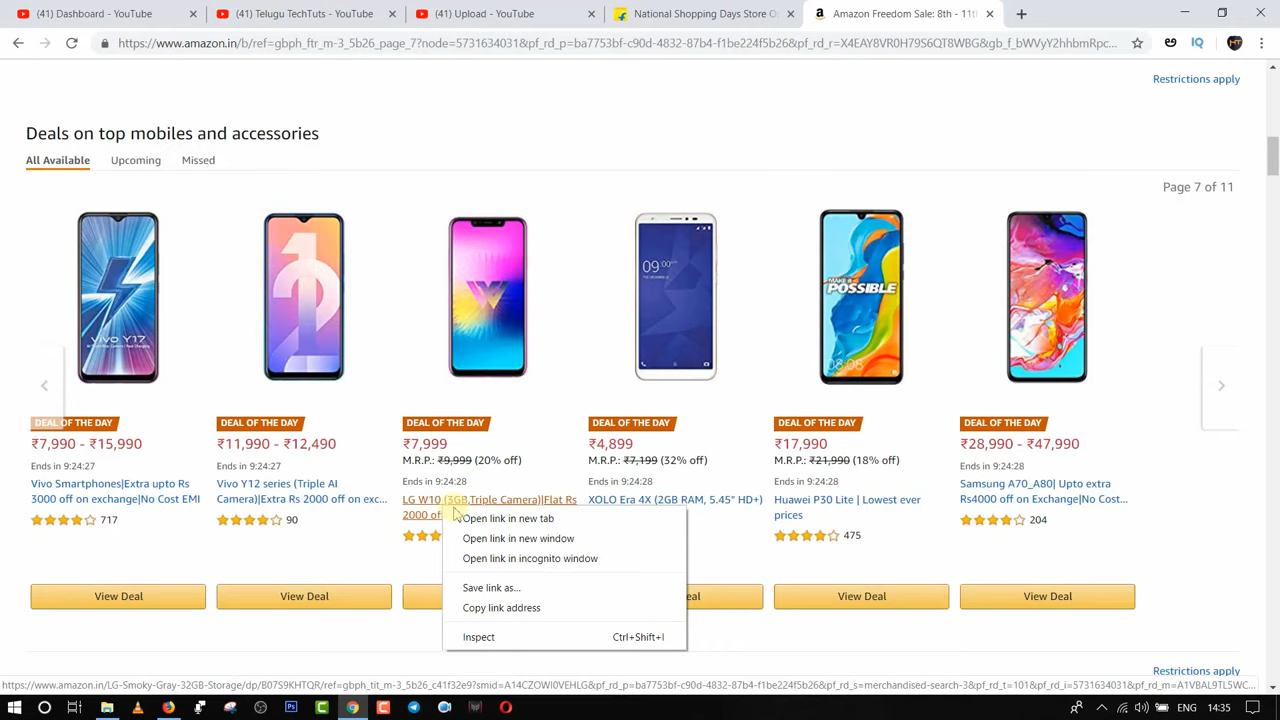 (41) Dashboard - YouTube
(41) Telugu TechTuts - YouTube
(41) Upload - YouTube
National Shopping Days Store O
Amazon Freedom Sale: 8th - 11t
https://www.amazon.in/b/ref=gbph_ftr_m-3_5b26_page_7?node=5731634031&pf_rd_p=ba7753bf-c90d-4832-87b4-f1be224f5b26&pf_rd_r=X4EAY8VR0H79S6QT8WBG&gb_f_bWVyY2hhbmRpc...
Restrictions apply
Deals on top mobiles and accessories
All Available Upcoming Missed
Page 7 of 11
VIVO Y17
09:00
MAKE IT
POSSIBLE
08:08
DEAL OF THE DAY
₹7,990 - ₹15,990
Ends in 9:24:27
Vivo Smartphones|Extra upto Rs
3000 off on exchange|No Cost EMI
717
View Deal
DEAL OF THE DAY
₹11,990 - ₹12,490
Ends in 9:24:27
Vivo Y12 series (Triple AI
Camera)|Extra Rs 2000 off on exc...
90
View Deal
DEAL OF THE DAY
₹7,999
M.R.P.: ₹9,999 (20% off)
Ends in 9:24:28
LG W10 (3GB,Triple Camera)|Flat Rs
2000 of
DEAL OF THE DAY
₹4,899
M.R.P.: ₹7,199 (32% off)
Ends in 9:24:28
XOLO Era 4X (2GB RAM, 5.45" HD+)
eal
DEAL OF THE DAY
₹17,990
M.R.P.: ₹21,990 (18% off)
Ends in 9:24:28
Huawei P30 Lite | Lowest ever
prices
475
View Deal
DEAL OF THE DAY
₹28,990 - ₹47,990
Ends in 9:24:28
Samsung A70_A80| Upto extra
Rs4000 off on Exchange|No Cost...
204
View Deal
Open link in new tab
Open link in new window
Open link in incognito window
Save link as...
Copy link address
Inspect Ctrl+Shift+I
Restrictions apply
https://www.amazon.in/LG-Smoky-Gray-32GB-Storage/dp/B07S9KHTQR/ref=gbph_tit_m-3_5b26_c41f32e9?smid=A14CZOWI0VEHLG&pf_rd_p=ba7753bf-c90d-4832-87b4-f1be224f5b26&pf_rd_s=merchandised-search-3&pf_rd_t=101&pf_rd_i=5731634031&pf_rd_m=A1VBAL9TL5...
ENG 14:35